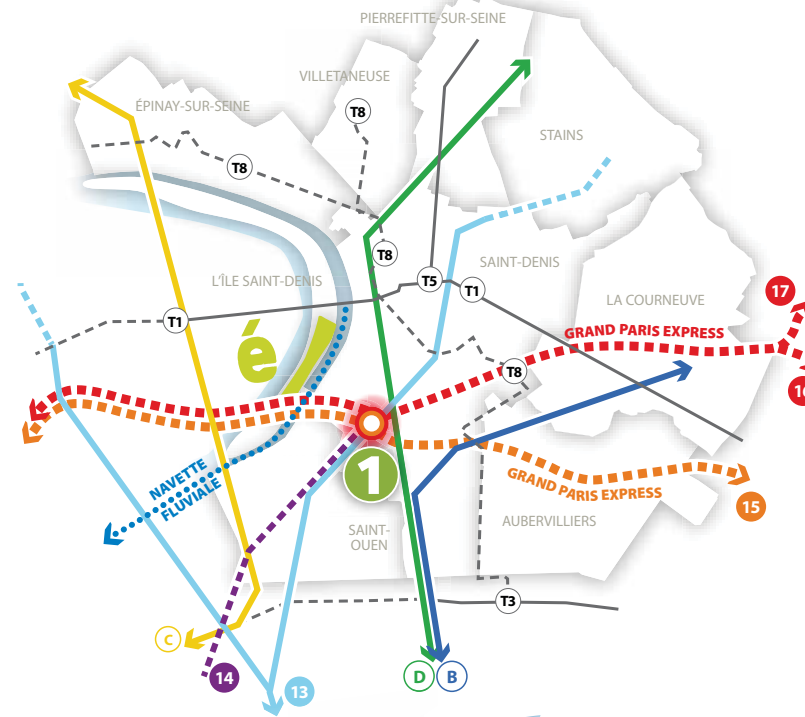 PIERREFITTE-SUR-SEINE
VILLETANEUSE
ÉPINAY-SUR-SEINE
T8
STAINS
T8
T8
SAINT-DENIS
L'ÎLE SAINT-DENIS
T5
T1
17
LA COURNEUVE
T1
GRAND PARIS EXPRESS
é
T8
16
1
NAVETTE
FLUVIALE
GRAND PARIS EXPRESS
15
SAINT-
OUEN
AUBERVILLIERS
T3
C
14
13
D
B